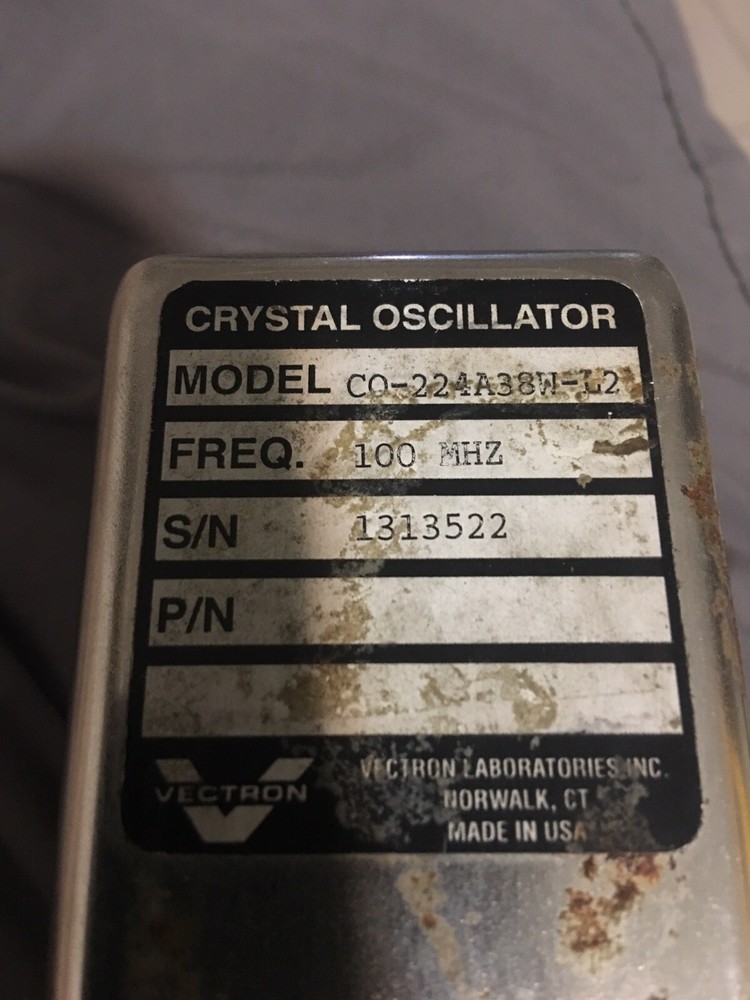 CRYSTAL OSCILLATOR
MODEL CO-224A38W-L2
FREQ. 100 MHZ
S/N 1313522
P/N
VECTRON
VECTRON LABORATORIES, INC.
NORWALK, CT
MADE IN USA